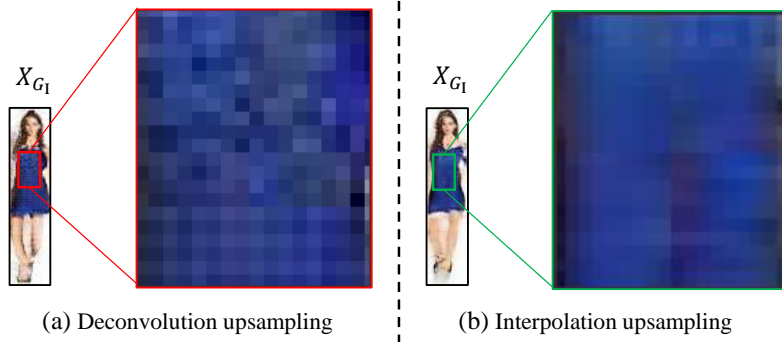 X_{G_I}
X_{G_I}
(a) Deconvolution upsampling
(b) Interpolation upsampling